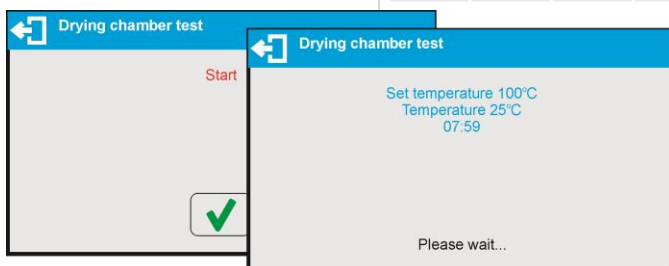 Drying chamber test
Start
Drying chamber test
Set temperature 100°C
Temperature 25°C
07:59
Please wait...